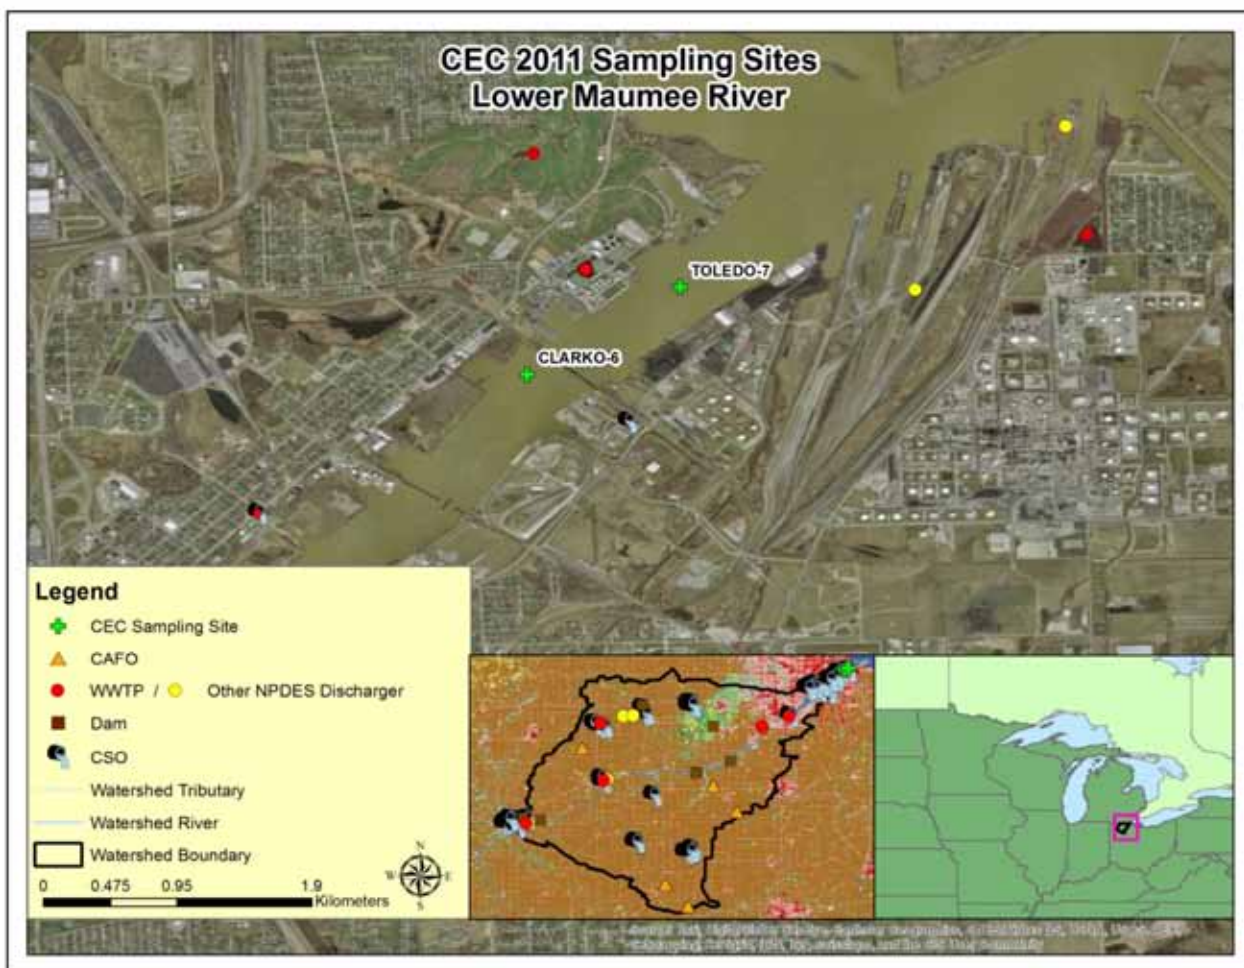 CEC 2011 Sampling Sites
Lower Maumee River
TOLEDO-7
CLARKO-6
Legend
CEC Sampling Site
CAFO
WWTP / Other NPDES Discharger
Dam
CSO
Watershed Tributary
Watershed River
Watershed Boundary
N
W E
S
0 0.475 0.95 1.9
Kilometers